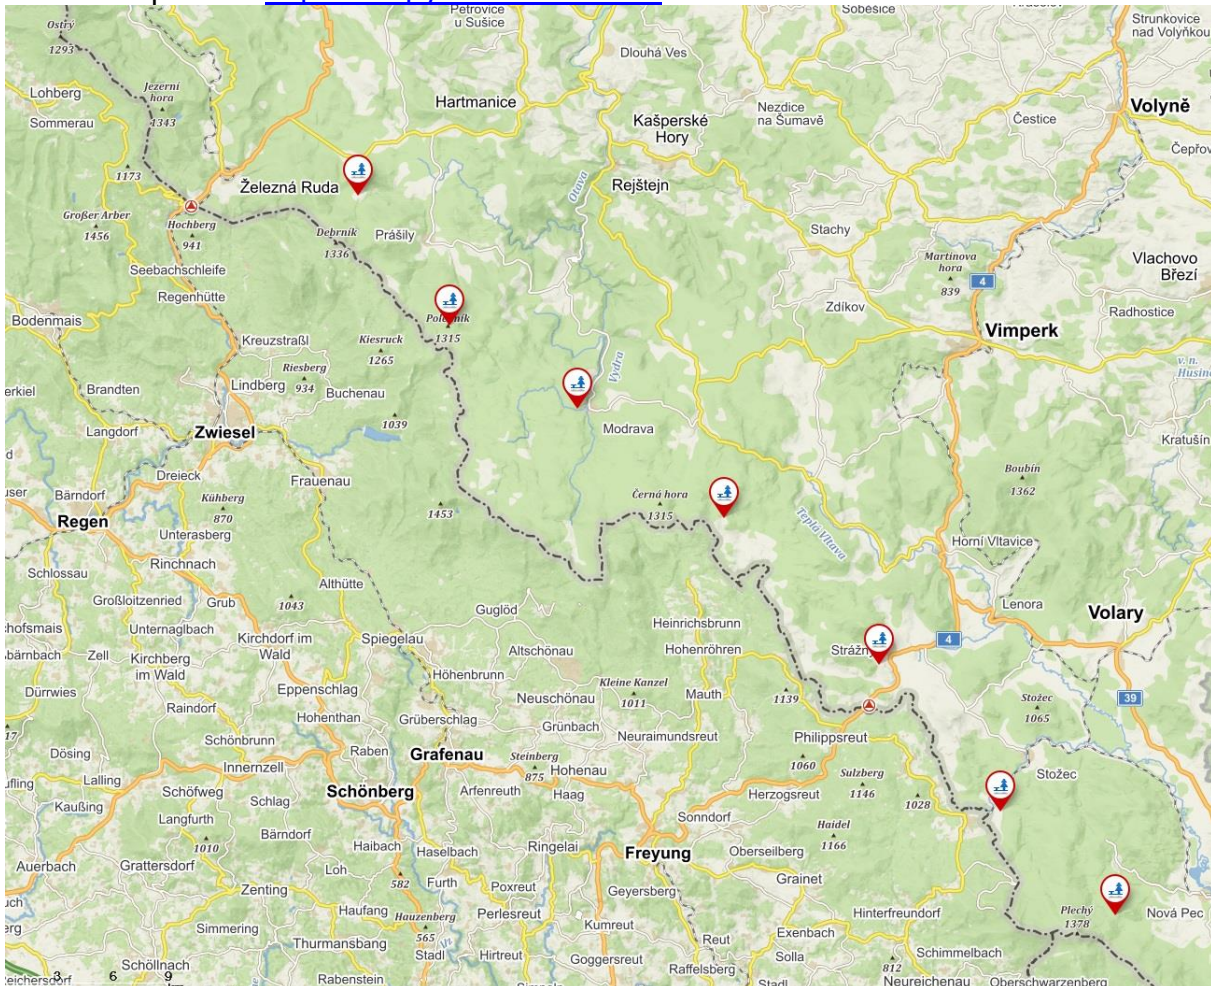 Petrovice
u Sušice
Soběsice
Strunkovice
nad Volyňkou
Ostrý
1293
Dlouhá Ves
Lohberg
Jezerní
hora
1343
Hartmanice
Kašperské
Hory
Nezdice
na Šumavě
Čestice
Volyně
Sommerau
Čepřov
1173
Železná Ruda
Otava
Rejštejn
Großer Arber
1456
Hochberg
941
Debrník
1336
Prášily
Stachy
Martinova
hora
839
4
Vlachovo
Březí
Seebachschleife
Regenhütte
Zdíkov
Radhostice
Bodenmais
1315
Kreuzstraßl
Kiesruck
1265
Vimperk
Riesberg
934
Lindberg
Vydra
v. n.
Brandten
Buchenau
Langdorf
Zwiesel
1039
Modrava
Kratušín
Dreieck
Frauenau
Boubín
1362
Bärndorf
Kühberg
870
1453
Černá hora
1315
Regen
Unterasberg
Teplá Vltava
Horní Vltavice
Rinchnach
Schlossau
Althütte
Großloitzenried
Grub
1043
Guglöd
Heinrichsbrunn
Lenora
Volary
Unternaglbach
Kirchdorf im
Wald
Spiegelau
Altschönau
Hohenröhren
4
Zell
Kirchberg
im Wald
Höhenbrunn
Kleine Kanzel
1011
Mauth
1139
Stožec
1065
39
Dürrwies
Eppenschlag
Neuschönau
Raindorf
Hohenthan
Grüberschlag
Grünbach
Neuraimundsreut
Philippsreut
Schönbrunn
Raben
Dösing
Innernzell
Grafenau
Steinberg
875
Hohenau
1060
Sulzberg
1146
Stožec
Lalling
Schöfweg
Schönberg
Arfenreuth
Haag
Herzogsreut
1028
Kaußing
Schlag
Langfurth
Sonndorf
Haidel
1166
Bärndorf
1010
Haibach
Haselbach
Ringelai
Freyung
Oberseilberg
Auerbach
Grattersdorf
Loh
582
Furth
Poxreut
Geyersberg
Grainet
Zenting
Haufang
Hauzenberg
565
Perlesreut
Kumreut
Hinterfreundorf
Plechý
1378
Nová Pec
Simmering
Thurmansbang
Stadl
Ilz
Hirtreut
Goggersreut
Reut
Exenbach
Solla
Schimmelbach
Schöllnach
3 6 9
Rabenstein
Raffelsberg
Stadl
812
Neureichenau
Oberschwarzenberg